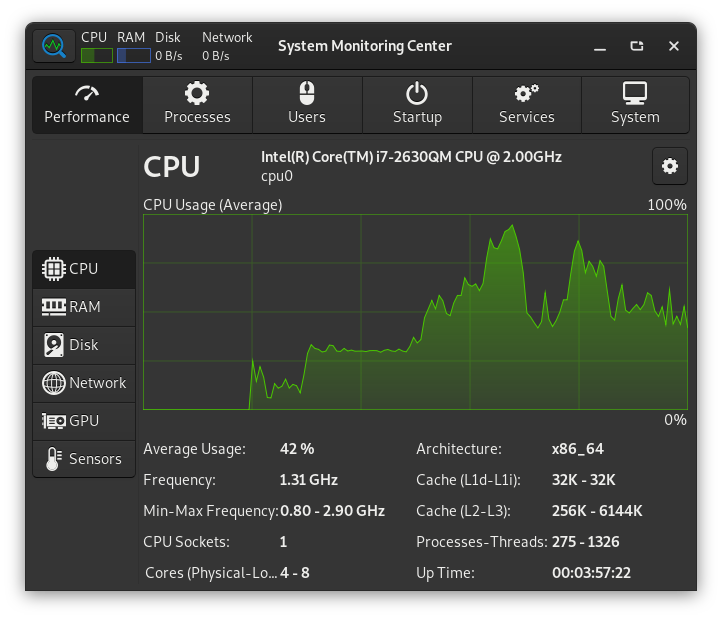 CPU RAM Disk Network
0 B/s 0 B/s
System Monitoring Center
Performance Processes Users Startup Services System
CPU
Intel(R) Core(TM) i7-2630QM CPU @ 2.00GHz
cpu0
CPU Usage (Average) 100%
CPU
RAM
Disk
Network
GPU
Sensors
0%
Average Usage: 42 % Architecture: x86_64
Frequency: 1.31 GHz Cache (L1d-L1i): 32K - 32K
Min-Max Frequency: 0.80 - 2.90 GHz Cache (L2-L3): 256K - 6144K
CPU Sockets: 1 Processes-Threads: 275 - 1326
Cores (Physical-Lo... 4 - 8 Up Time: 00:03:57:22